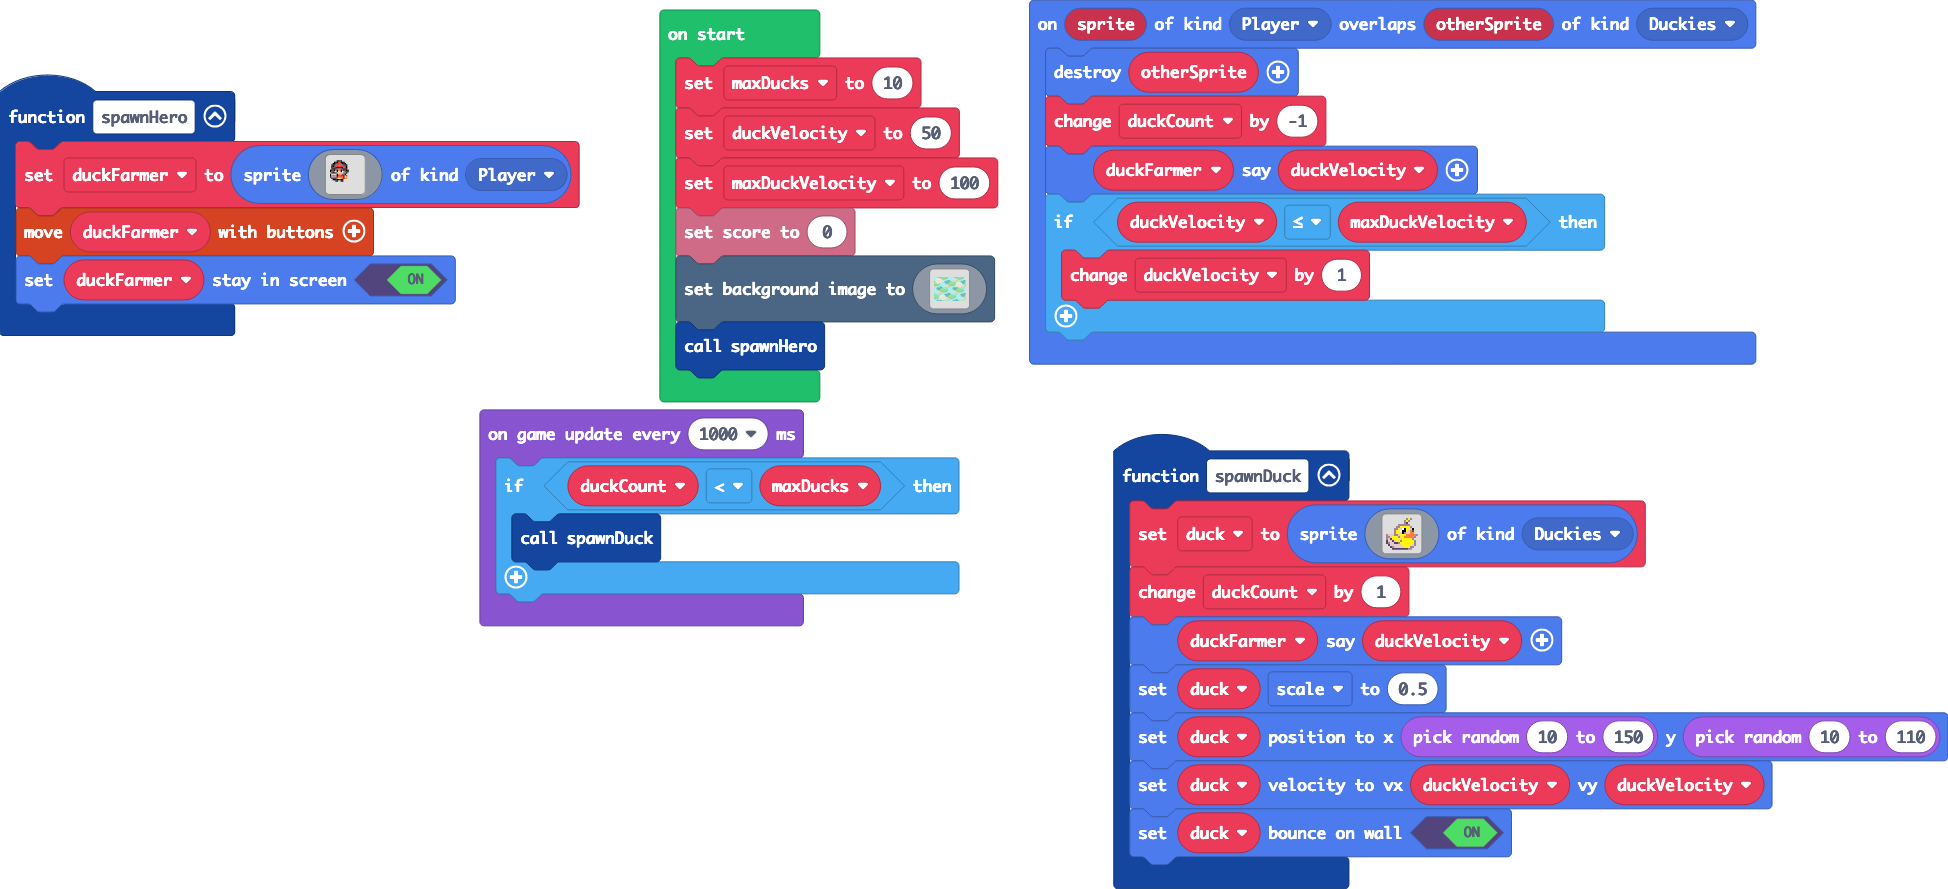 function spawnHero
set duckFarmer to sprite of kind Player
move duckFarmer with buttons
set duckFarmer stay in screen ON
on start
set maxDucks to 10
set duckVelocity to 50
set maxDuckVelocity to 100
set score to 0
set background image to
call spawnHero
on sprite of kind Player overlaps otherSprite of kind Duckies
destroy otherSprite
change duckCount by -1
duckFarmer say duckVelocity
if duckVelocity ≤ maxDuckVelocity then
change duckVelocity by 1
on game update every 1000 ms
if duckCount < maxDucks then
call spawnDuck
function spawnDuck
set duck to sprite of kind Duckies
change duckCount by 1
duckFarmer say duckVelocity
set duck scale to 0.5
set duck position to x pick random 10 to 150 y pick random 10 to 110
set duck velocity to vx duckVelocity vy duckVelocity
set duck bounce on wall ON